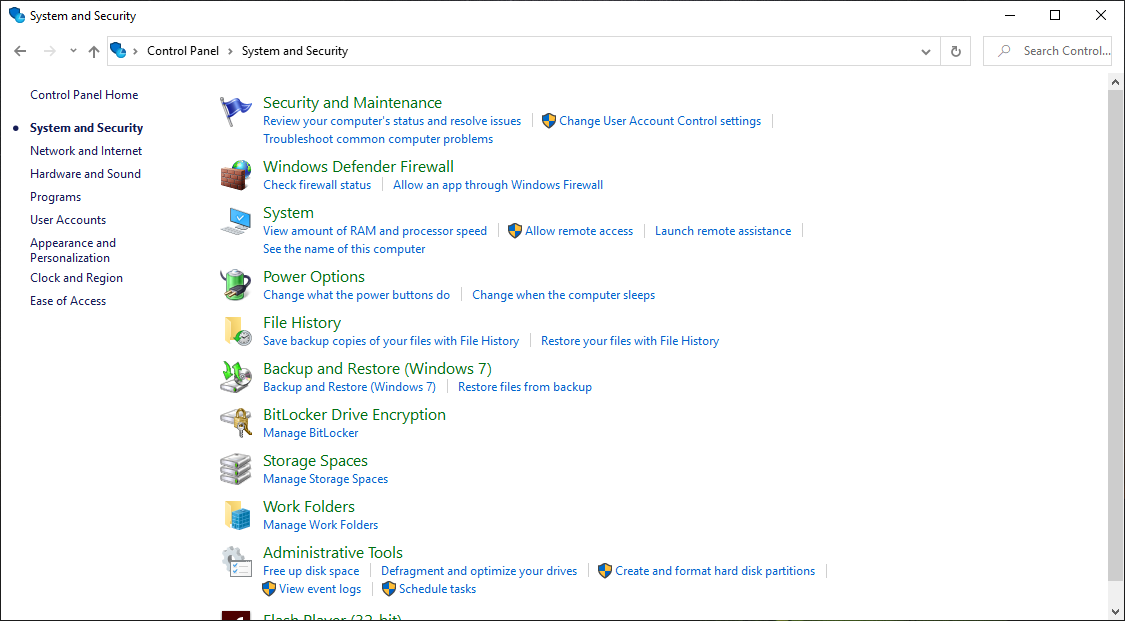 System and Security
Control Panel > System and Security
Search Control...
Control Panel Home
System and Security
Network and Internet
Hardware and Sound
Programs
User Accounts
Appearance and
Personalization
Clock and Region
Ease of Access
Security and Maintenance
Review your computer's status and resolve issues
Change User Account Control settings
Troubleshoot common computer problems
Windows Defender Firewall
Check firewall status
Allow an app through Windows Firewall
System
View amount of RAM and processor speed
Allow remote access
Launch remote assistance
See the name of this computer
Power Options
Change what the power buttons do
Change when the computer sleeps
File History
Save backup copies of your files with File History
Restore your files with File History
Backup and Restore (Windows 7)
Backup and Restore (Windows 7)
Restore files from backup
BitLocker Drive Encryption
Manage BitLocker
Storage Spaces
Manage Storage Spaces
Work Folders
Manage Work Folders
Administrative Tools
Free up disk space
Defragment and optimize your drives
Create and format hard disk partitions
View event logs
Schedule tasks
Flash Player (32-bit)